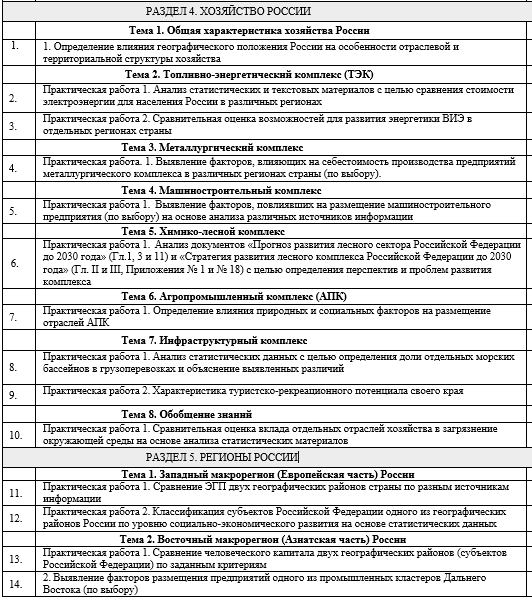 РАЗДЕЛ 4. ХОЗЯЙСТВО РОССИИ
Тема 1. Общая характеристика хозяйства России
1. 1. Определение влияния географического положения России на особенности отраслевой и
территориальной структуры хозяйства
Тема 2. Топливно-энергетический комплекс (ТЭК)
2. Практическая работа 1. Анализ статистических и текстовых материалов с целью сравнения стоимости
электроэнергии для населения России в различных регионах
3. Практическая работа 2. Сравнительная оценка возможностей для развития энергетики ВИЭ в
отдельных регионах страны
Тема 3. Металлургический комплекс
4. Практическая работа. 1. Выявление факторов, влияющих на себестоимость производства предприятий
металлургического комплекса в различных регионах страны (по выбору).
Тема 4. Машиностроительный комплекс
5. Практическая работа 1. Выявление факторов, повлиявших на размещение машиностроительного
предприятия (по выбору) на основе анализа различных источников информации
Тема 5. Химико-лесной комплекс
6. Практическая работа 1. Анализ документов «Прогноз развития лесного сектора Российской Федерации
до 2030 года» (Гл.1, 3 и 11) и «Стратегия развития лесного комплекса Российской Федерации до 2030
года» (Гл. II и III, Приложения № 1 и № 18) с целью определения перспектив и проблем развития
комплекса
Тема 6. Агропромышленный комплекс (АПК)
7. Практическая работа 1. Определение влияния природных и социальных факторов на размещение
отраслей АПК
Тема 7. Инфраструктурный комплекс
8. Практическая работа 1. Анализ статистических данных с целью определения доли отдельных морских
бассейнов в грузоперевозках и объяснение выявленных различий
9. Практическая работа 2. Характеристика туристско-рекреационного потенциала своего края
Тема 8. Обобщение знаний
10. Практическая работа 1. Сравнительная оценка вклада отдельных отраслей хозяйства в загрязнение
окружающей среды на основе анализа статистических материалов
РАЗДЕЛ 5. РЕГИОНЫ РОССИИ
Тема 1. Западный макрорегион (Европейская часть) России
11. Практическая работа 1. Сравнение ЭГП двух географических районов страны по разным источникам
информации
12. Практическая работа 2. Классификация субъектов Российской Федерации одного из географических
районов России по уровню социально-экономического развития на основе статистических данных
Тема 2. Восточный макрорегион (Азиатская часть) России
13. Практическая работа 1. Сравнение человеческого капитала двух географических районов (субъектов
Российской Федерации) по заданным критериям
14. 2. Выявление факторов размещения предприятий одного из промышленных кластеров Дальнего
Востока (по выбору)